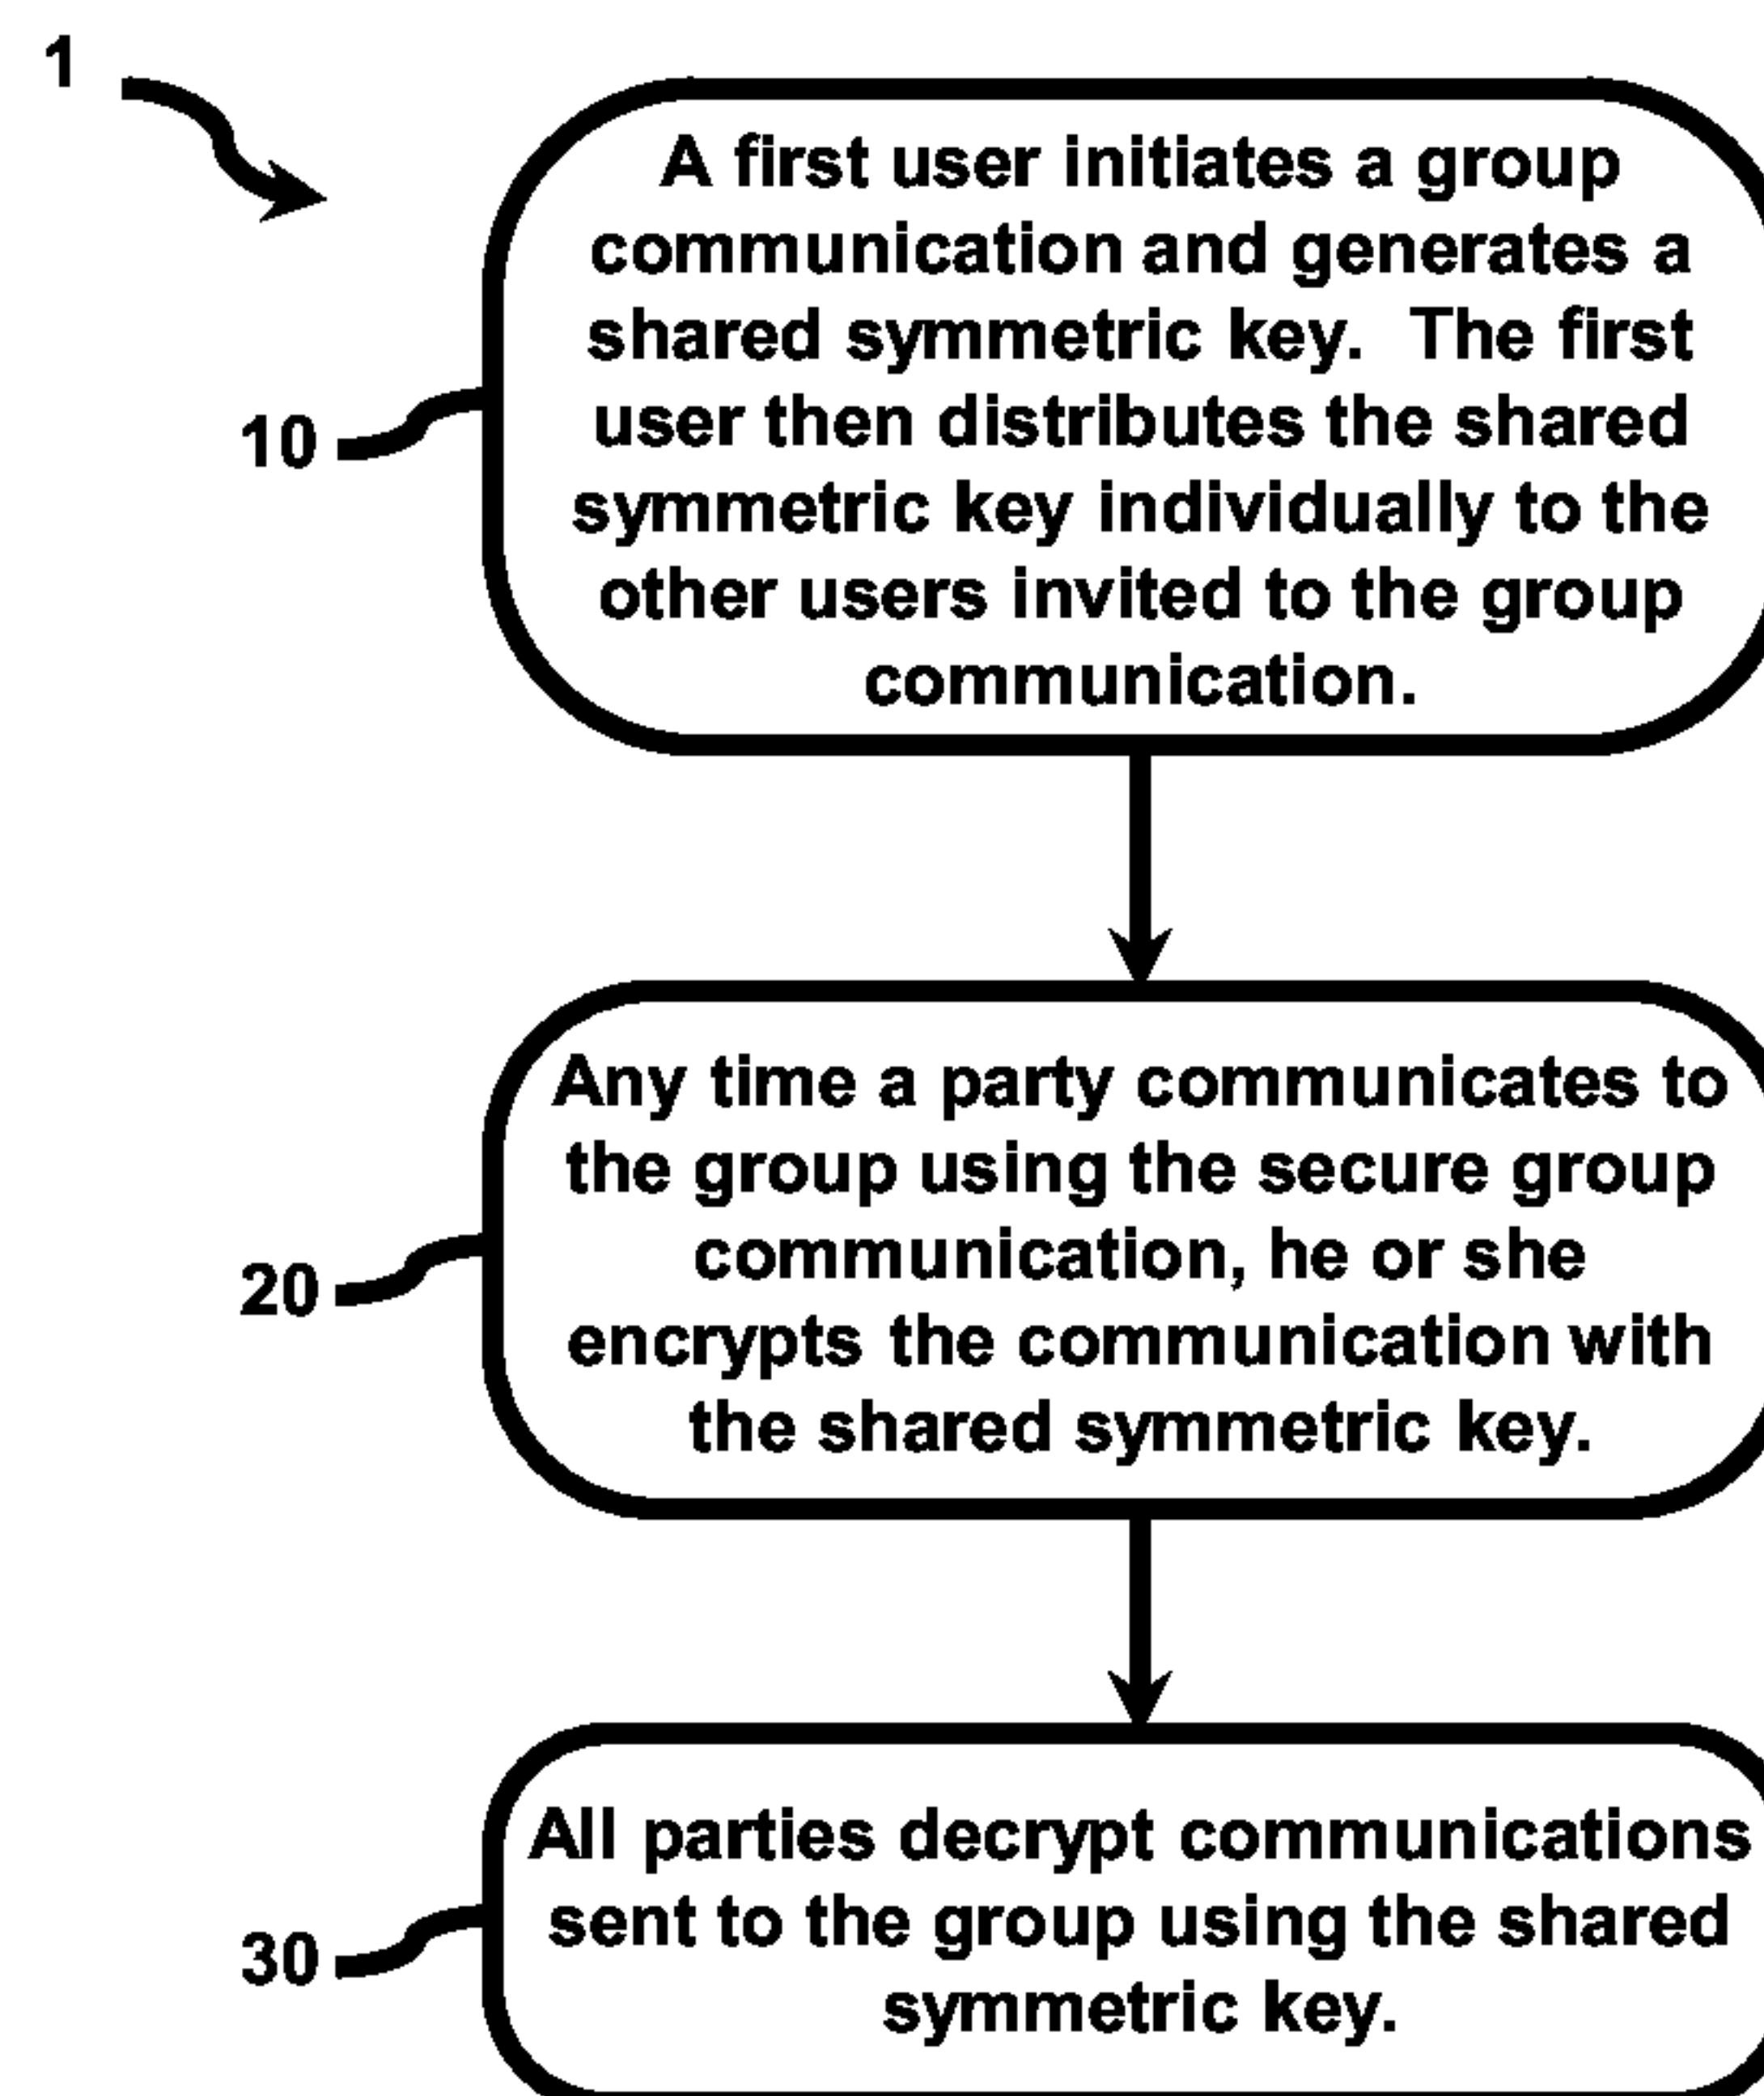 1
A first user initiates a group
communication and generates a
shared symmetric key.  The first
user then distributes the shared
symmetric key individually to the
other users invited to the group
communication.
10
Any time a party communicates to
the group using the secure group
communication, he or she
encrypts the communication with
the shared symmetric key.
20
All parties decrypt communications
sent to the group using the shared
symmetric key.
30